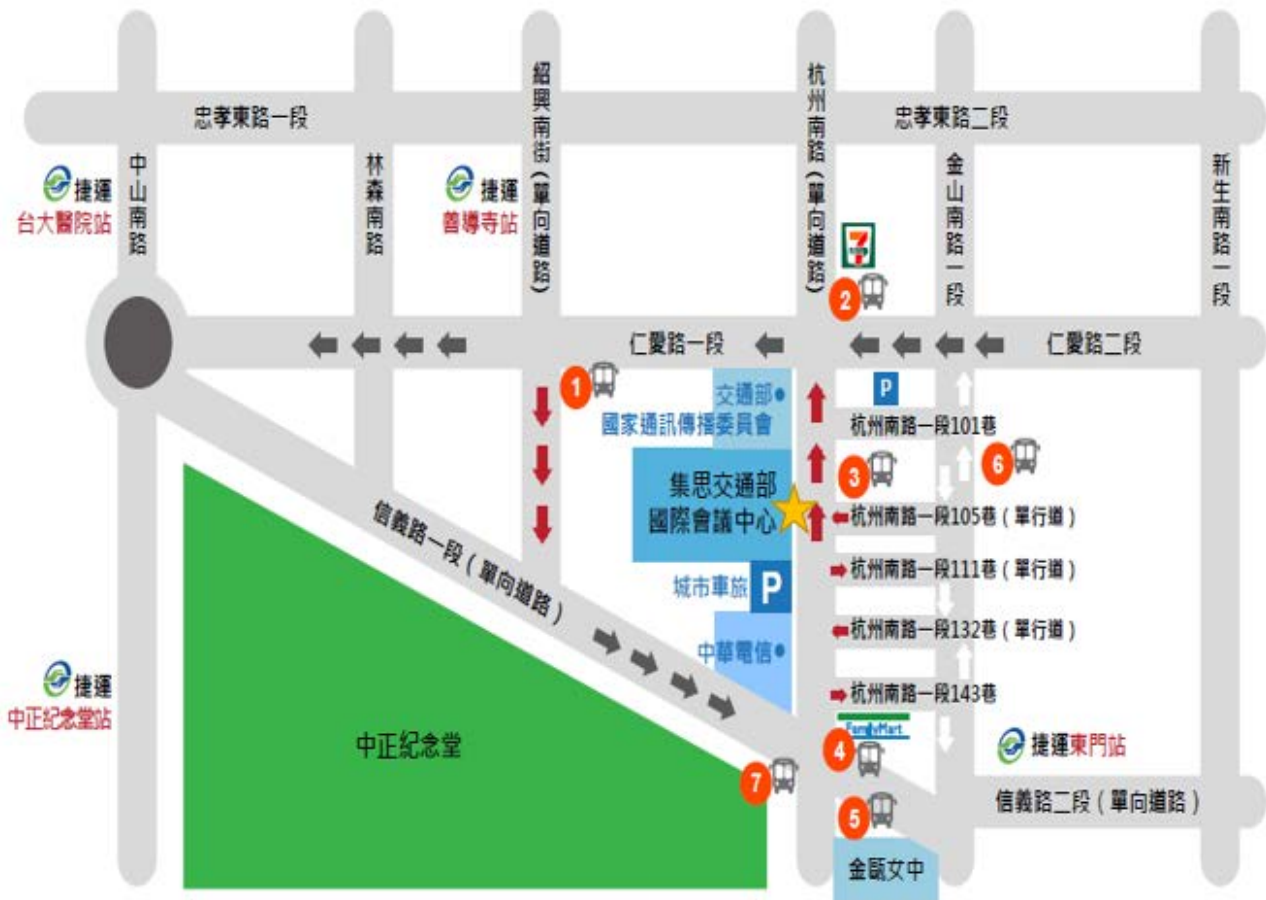 忠孝東路一段
忠孝東路二段
中山南路
林森南路
紹興南街(單向道路)
杭州南路(單向道路)
金山南路一段
新生南路一段
捷運
台大醫院站
捷運
善導寺站
7
2
仁愛路一段
仁愛路二段
1
交通部
國家通訊傳播委員會
P
杭州南路一段101巷
3
6
集思交通部
國際會議中心
杭州南路一段105巷(單行道)
信義路一段(單向道路)
杭州南路一段111巷(單行道)
城市車旅
P
杭州南路一段132巷(單行道)
中華電信
杭州南路一段143巷
捷運
中正紀念堂站
中正紀念堂
FamilyMart
4
捷運東門站
7
5
信義路二段(單向道路)
金甌女中